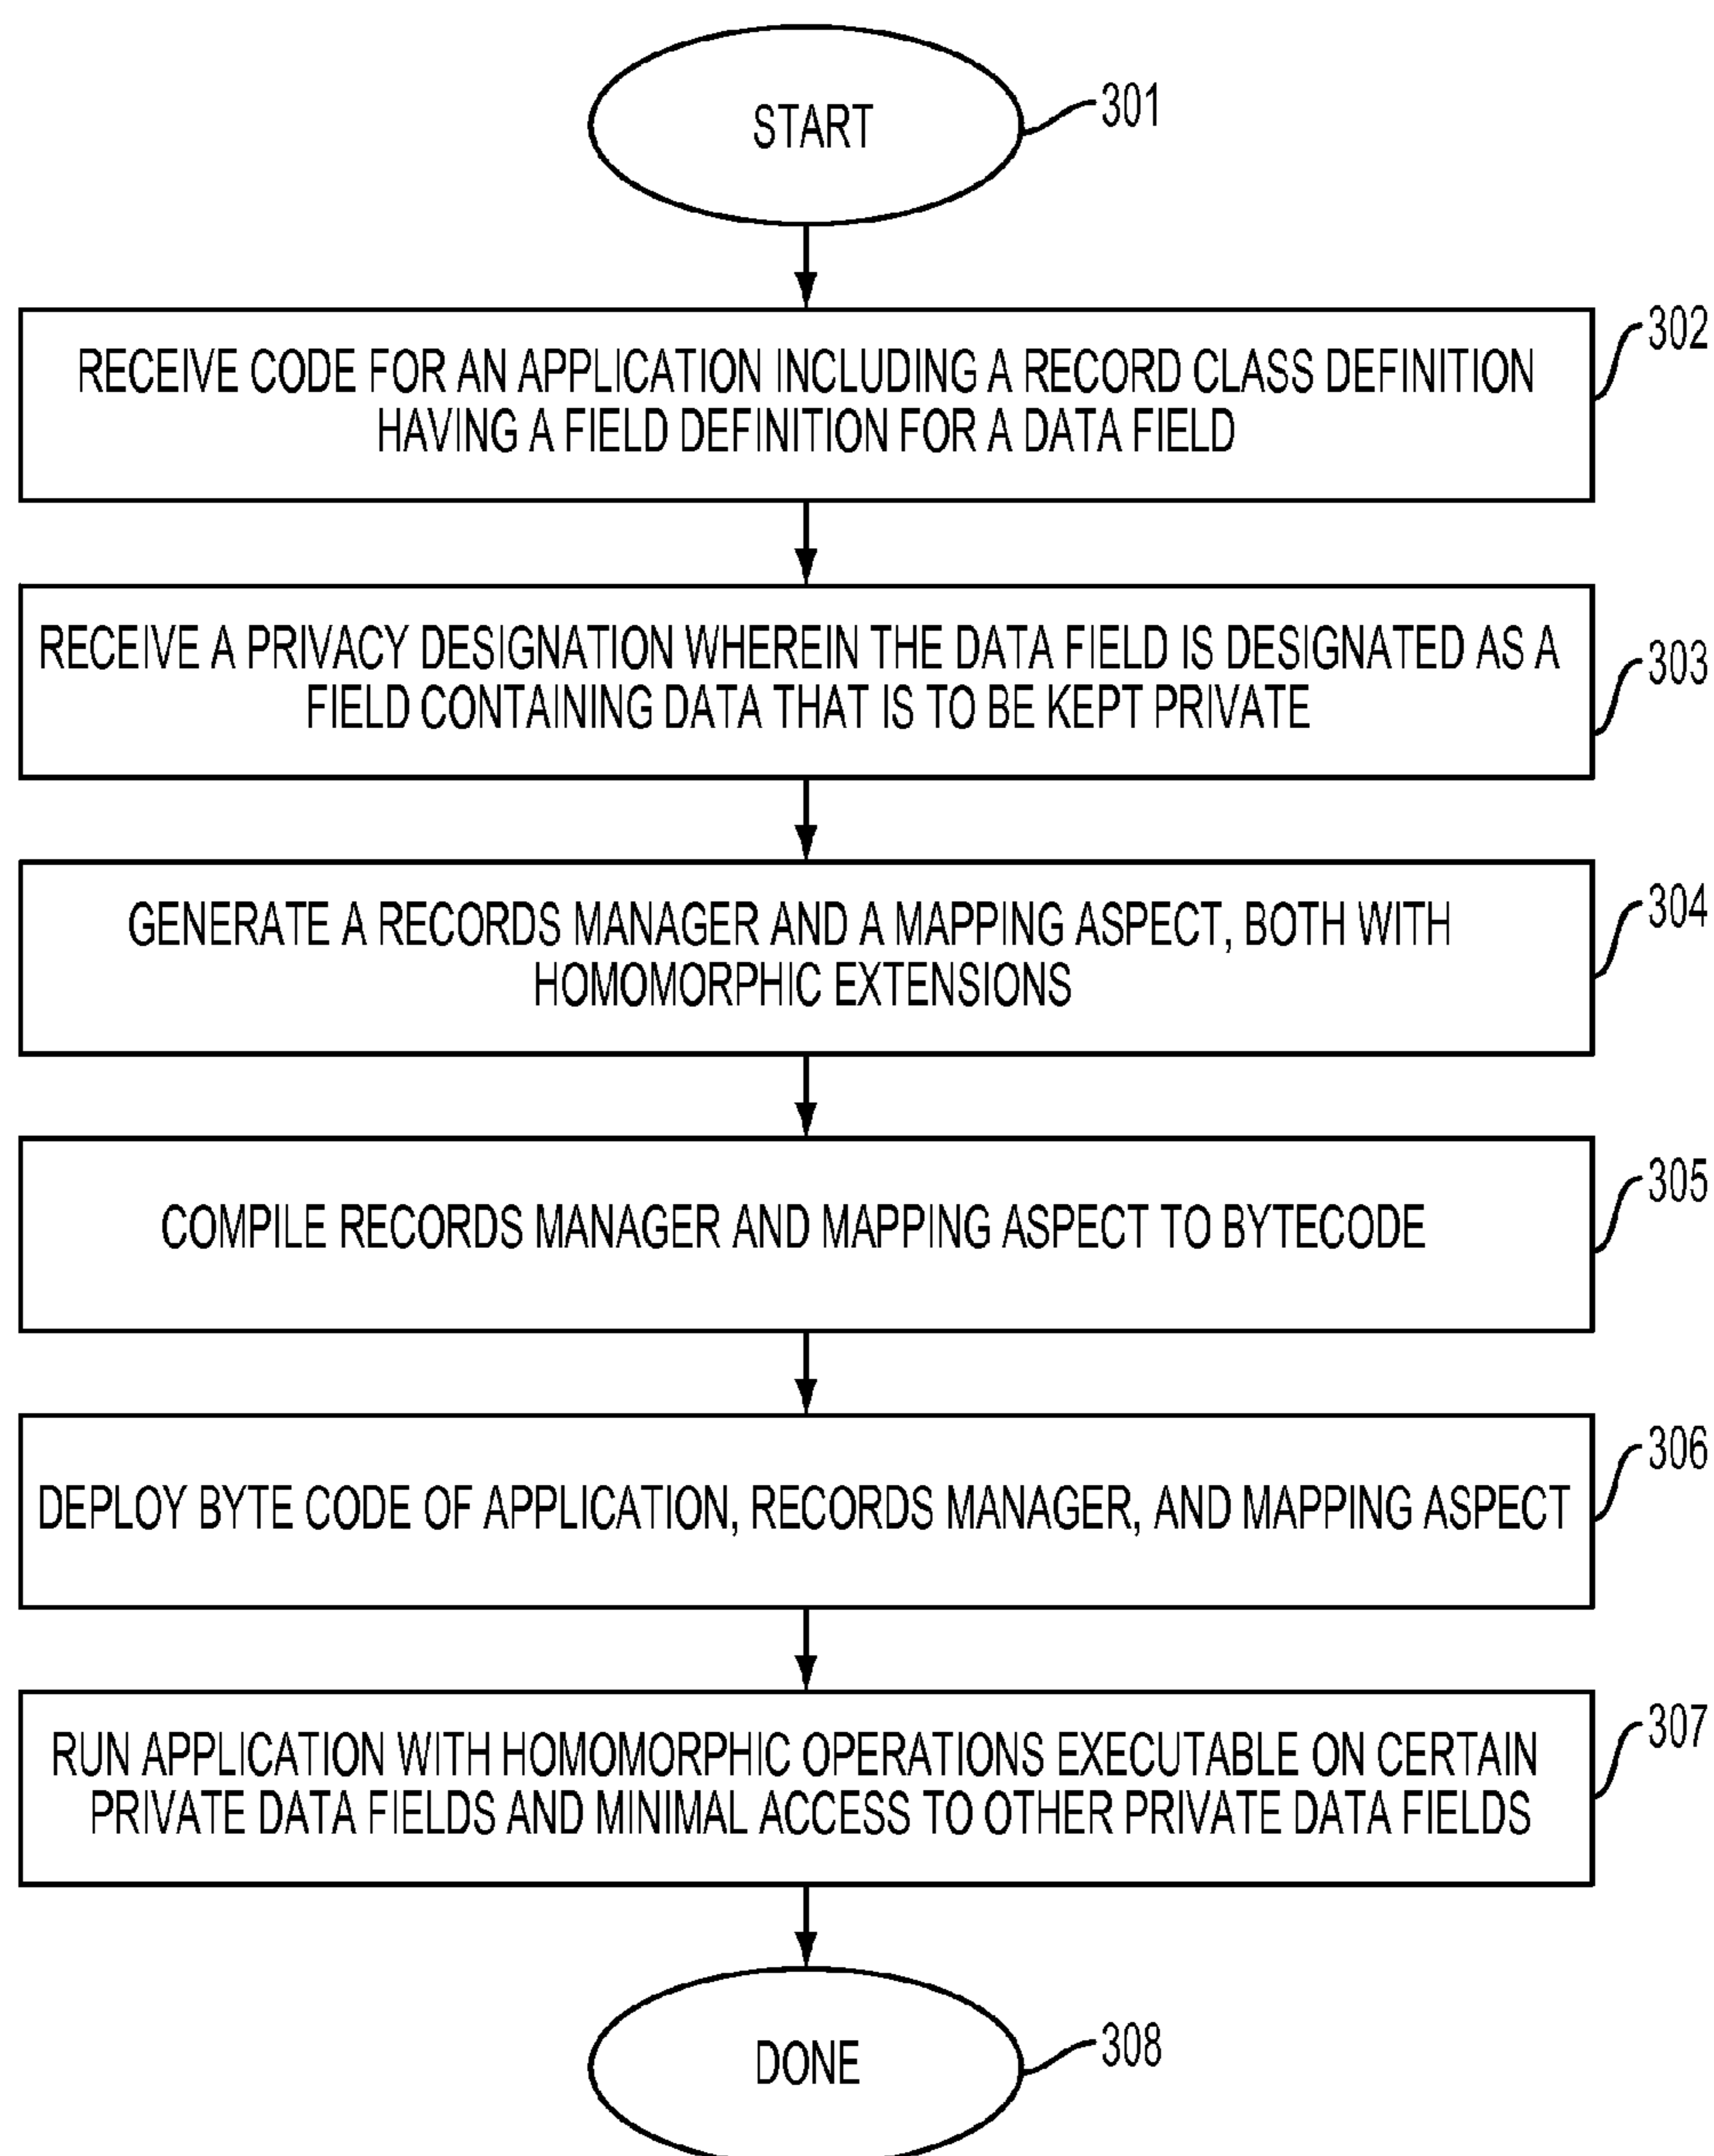 START
301
RECEIVE CODE FOR AN APPLICATION INCLUDING A RECORD CLASS DEFINITION
HAVING A FIELD DEFINITION FOR A DATA FIELD
302
RECEIVE A PRIVACY DESIGNATION WHEREIN THE DATA FIELD IS DESIGNATED AS A
FIELD CONTAINING DATA THAT IS TO BE KEPT PRIVATE
303
GENERATE A RECORDS MANAGER AND A MAPPING ASPECT, BOTH WITH
HOMOMORPHIC EXTENSIONS
304
COMPILE RECORDS MANAGER AND MAPPING ASPECT TO BYTECODE
305
DEPLOY BYTE CODE OF APPLICATION, RECORDS MANAGER, AND MAPPING ASPECT
306
RUN APPLICATION WITH HOMOMORPHIC OPERATIONS EXECUTABLE ON CERTAIN
PRIVATE DATA FIELDS AND MINIMAL ACCESS TO OTHER PRIVATE DATA FIELDS
307
DONE
308